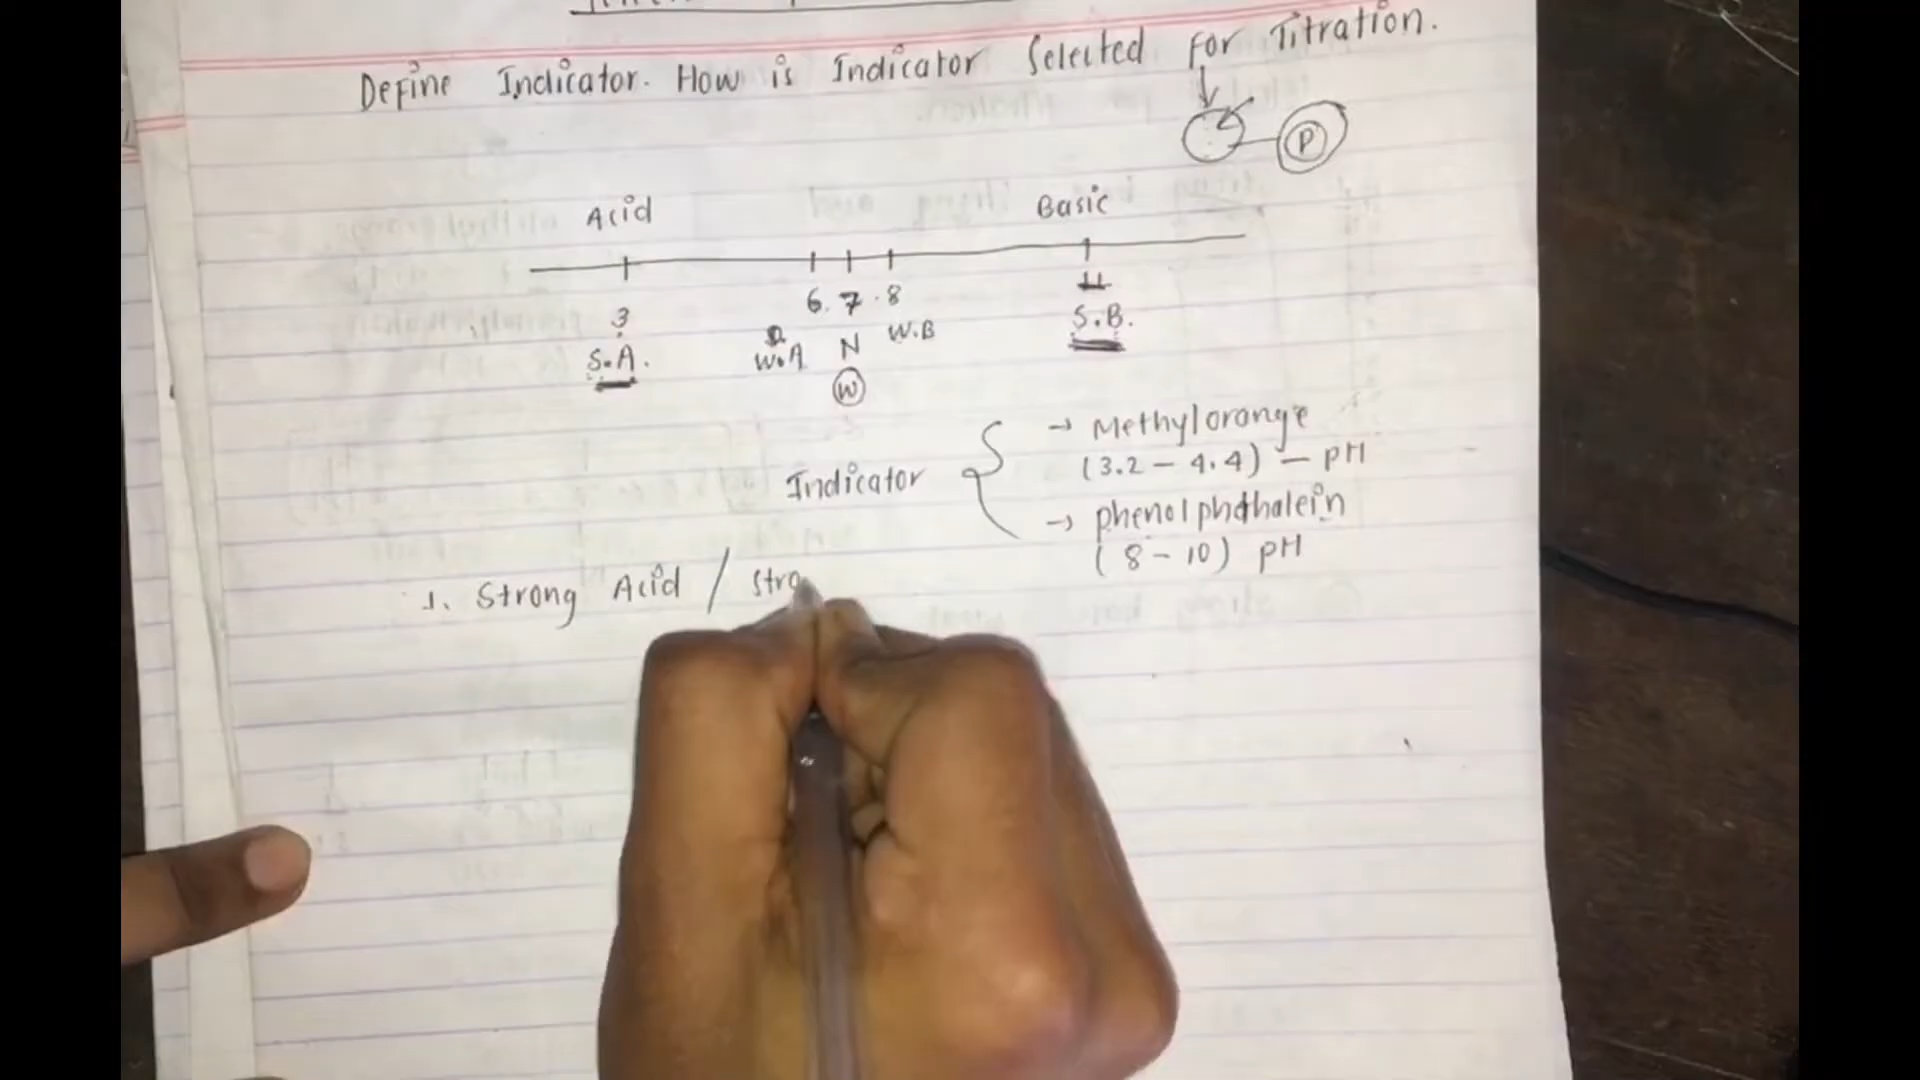 Define Indicator. How is Indicator Selected for Titration.
P
Acid Basic
3 6. 7 .8 11
S.A. W.A N W.B S.B.
W
Indicator
→ Methylorange
(3.2 - 4.4) - pH
→ phenolphthalein
(8 - 10) pH
1. Strong Acid / Stro